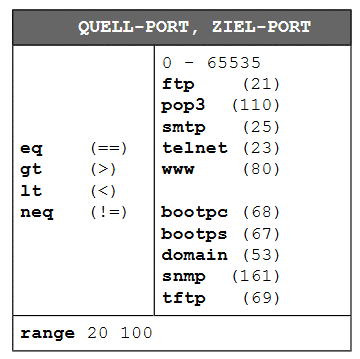 QUELL-PORT, ZIEL-PORT
eq (==)
gt (>)
lt (<)
neq (!=)
0 - 65535
ftp (21)
pop3 (110)
smtp (25)
telnet (23)
www (80)
bootpc (68)
bootps (67)
domain (53)
snmp (161)
tftp (69)
range 20 100